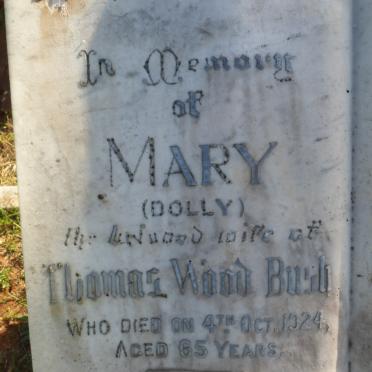 In Memory
of
MARY
(DOLLY)
the beloved wife of
Thomas Wood Bush
WHO DIED ON 4TH OCT. 1924,
AGED 65 YEARS.